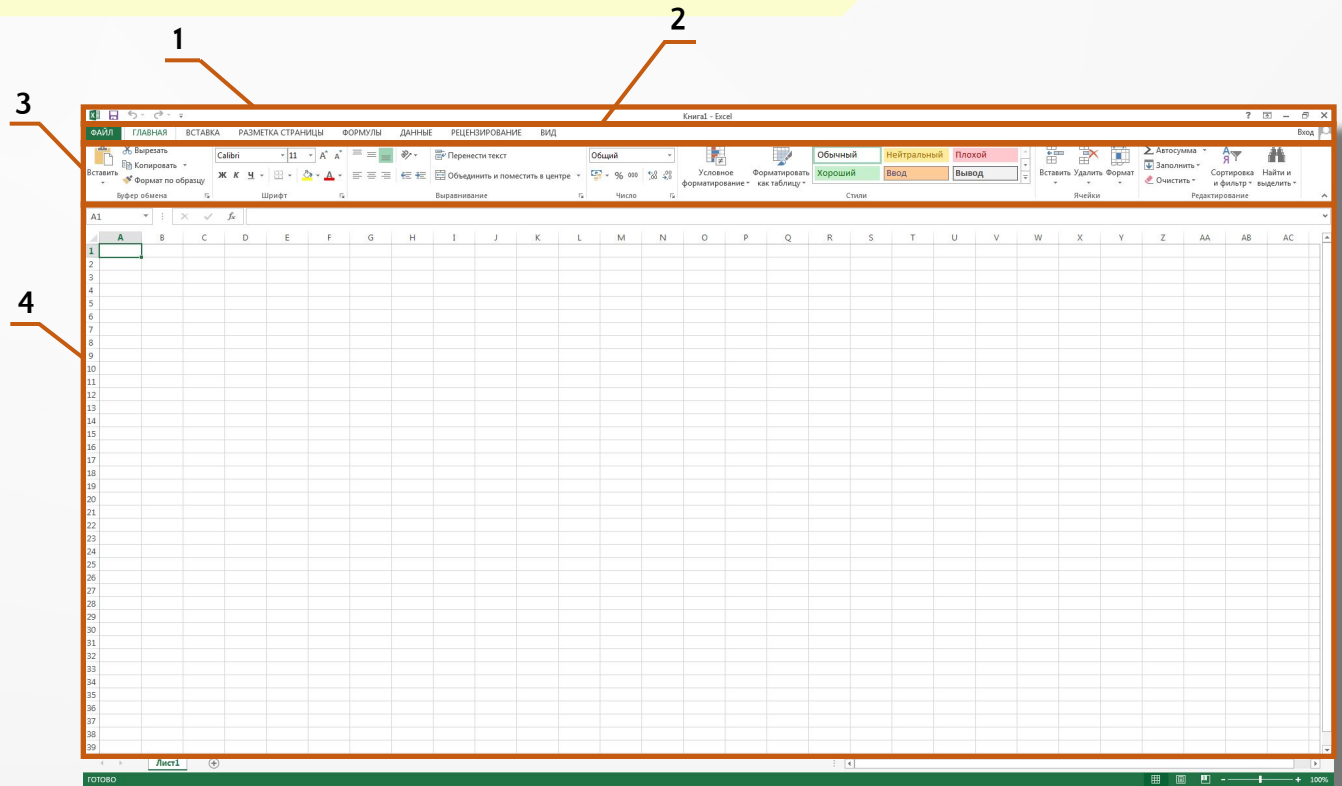 1
2
3
4
Книга1 - Excel
?
ФАЙЛ ГЛАВНАЯ ВСТАВКА РАЗМЕТКА СТРАНИЦЫ ФОРМУЛЫ ДАННЫЕ РЕЦЕНЗИРОВАНИЕ ВИД Вход
Вставить
Вырезать
Копировать
Формат по образцу
Буфер обмена
Calibri 11
Ж К Ч
Шрифт
Перенести текст
Объединить и поместить в центре
Выравнивание
Общий
% 000
Число
Условное
форматирование
Форматировать
как таблицу
Обычный Нейтральный Плохой
Хороший Ввод Вывод
Стили
Вставить Удалить Формат
Ячейки
Автосумма
Заполнить
Очистить
Сортировка
и фильтр
Найти и
выделить
Редактирование
A1 fx
A B C D E F G H I J K L M N O P Q R S T U V W X Y Z AA AB AC
1
2
3
4
5
6
7
8
9
10
11
12
13
14
15
16
17
18
19
20
21
22
23
24
25
26
27
28
29
30
31
32
33
34
35
36
37
38
39
Лист1
ГОТОВО 100%